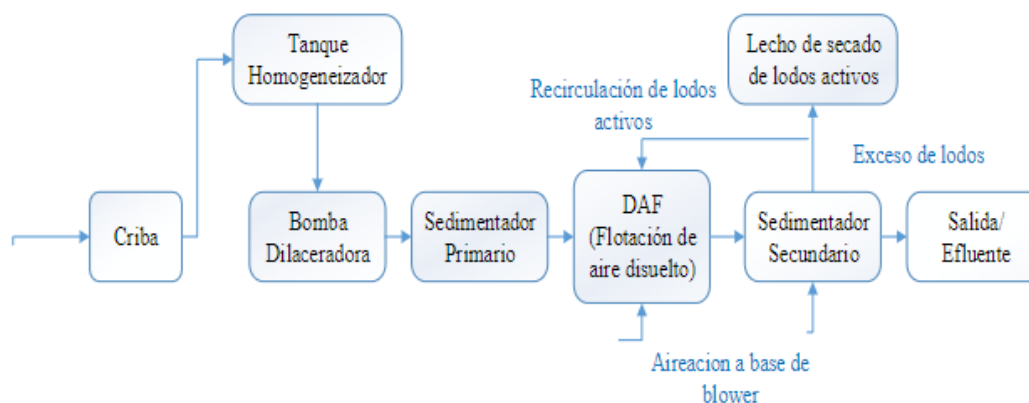 Tanque
Homogeneizador
Lecho de secado
de lodos activos
Recirculación de lodos
activos
Exceso de lodos
Criba
Bomba
Dilaceradora
Sedimentador
Primario
DAF
(Flotación de
aire disuelto)
Sedimentador
Secundario
Salida/
Efluente
Aireacion a base de
blower